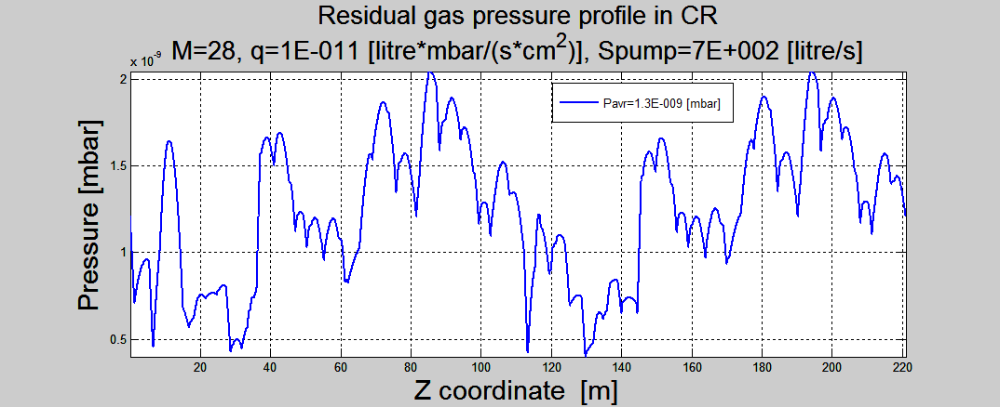 Residual gas pressure profile in CR
M=28, q=1E-011 [litre*mbar/(s*cm²)], Spump=7E+002 [litre/s]
x 10⁻⁹
Pavr=1.3E-009 [mbar]
Pressure [mbar]
2
1.5
1
0.5
20 40 60 80 100 120 140 160 180 200 220
Z coordinate [m]